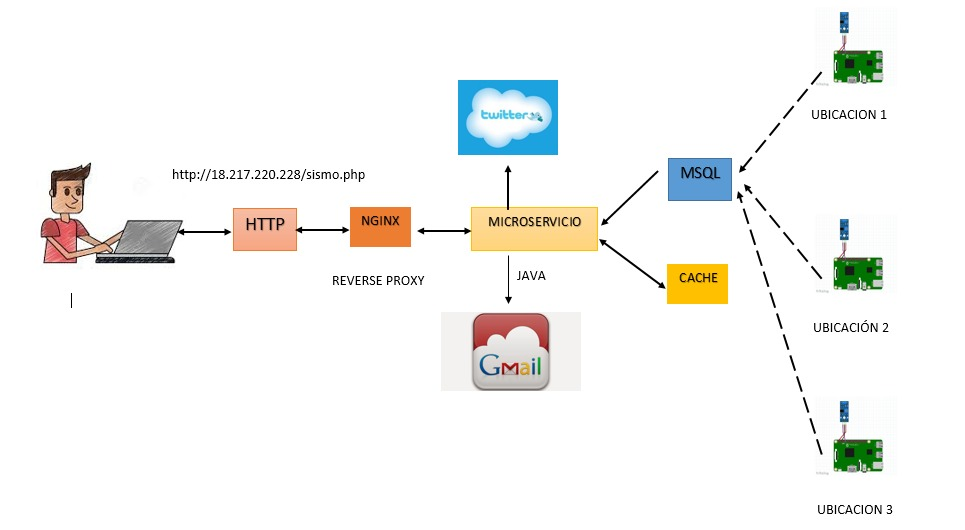 UBICACION 1
twitter
http://18.217.220.228/sismo.php
MSQL
HTTP
NGINX
MICROSERVICIO
REVERSE PROXY
JAVA
CACHE
UBICACIÓN 2
Gmail
UBICACION 3